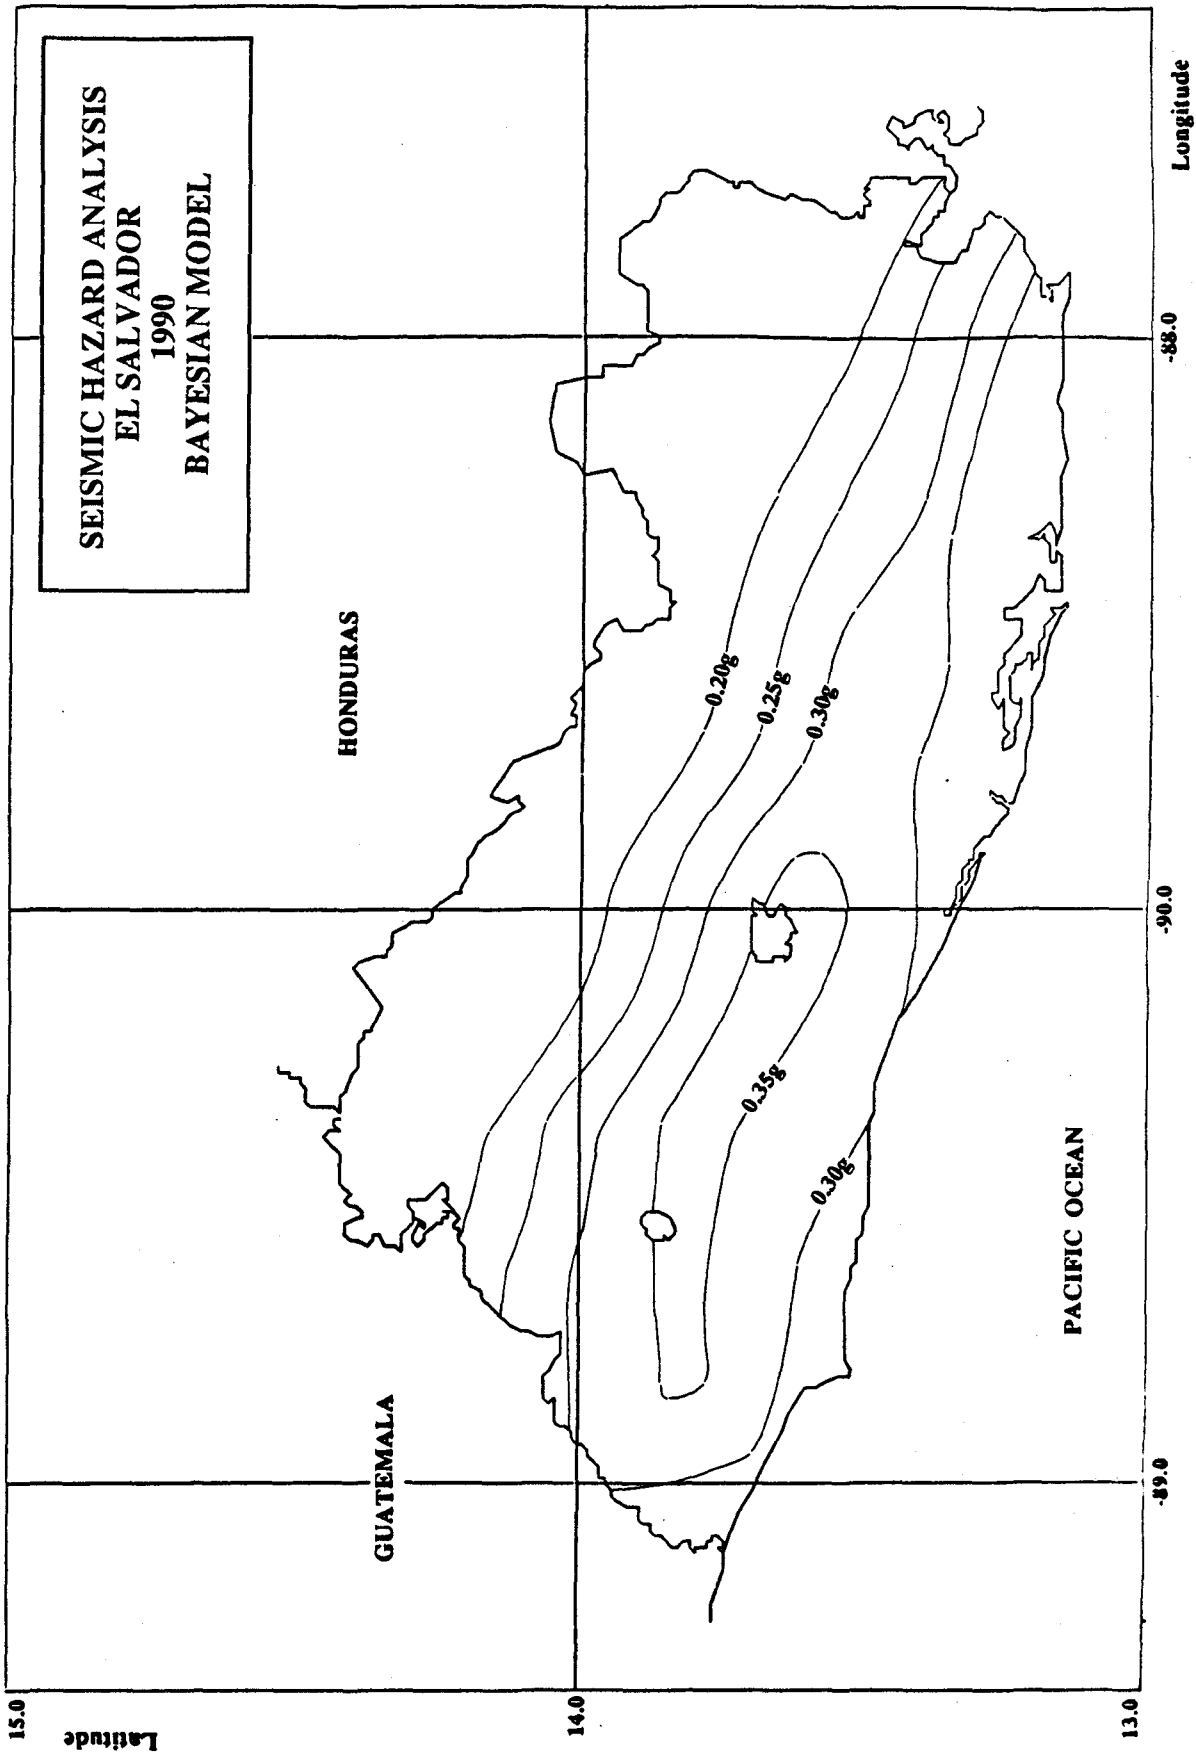 SEISMIC HAZARD ANALYSIS
EL SALVADOR
1990
BAYESIAN MODEL
HONDURAS
GUATEMALA
PACIFIC OCEAN
0.20g
0.25g
0.30g
0.35g
0.30g
Latitude
15.0
14.0
13.0
-89.0
-90.0
-88.0
Longitude